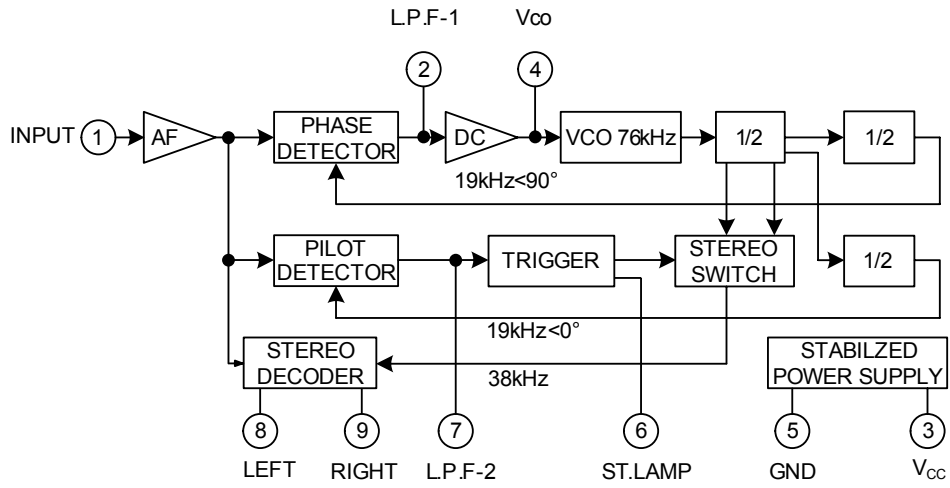 L.P.F-1
Vco
2
4
INPUT
1
AF
PHASE
DETECTOR
DC
VCO 76kHz
1/2
1/2
19kHz<90°
PILOT
DETECTOR
TRIGGER
STEREO
SWITCH
1/2
19kHz<0°
STEREO
DECODER
38kHz
STABILZED
POWER SUPPLY
8
9
7
6
5
3
LEFT
RIGHT
L.P.F-2
ST.LAMP
GND
VCC